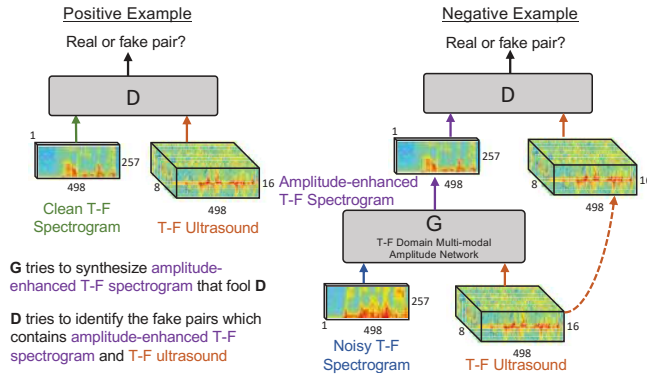 Positive Example
Real or fake pair?
D
1
257
498
8
16
498
Clean T-F
Spectrogram
T-F Ultrasound
G tries to synthesize amplitude-
enhanced T-F spectrogram that fool D
D tries to identify the fake pairs which
contains amplitude-enhanced T-F
spectrogram and T-F ultrasound
Negative Example
Real or fake pair?
D
1
257
498
8
16
498
Amplitude-enhanced
T-F Spectrogram
G
T-F Domain Multi-modal
Amplitude Network
1
257
498
8
16
498
Noisy T-F
Spectrogram
T-F Ultrasound